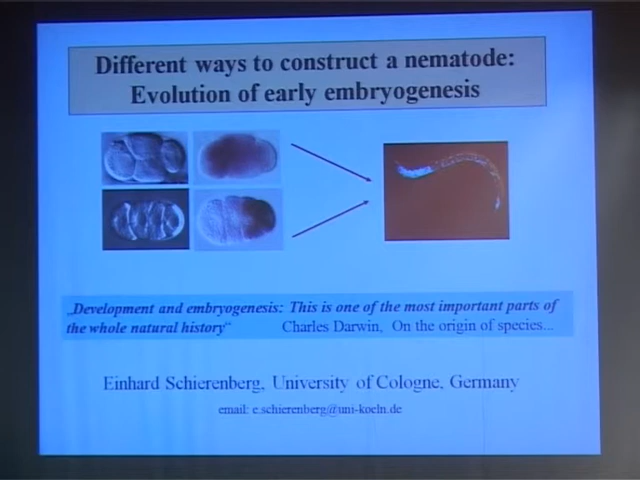 Different ways to construct a nematode:
Evolution of early embryogenesis
„Development and embryogenesis: This is one of the most important parts of
the whole natural history“ Charles Darwin, On the origin of species...
Einhard Schierenberg, University of Cologne, Germany
email: e.schierenberg@uni-koeln.de